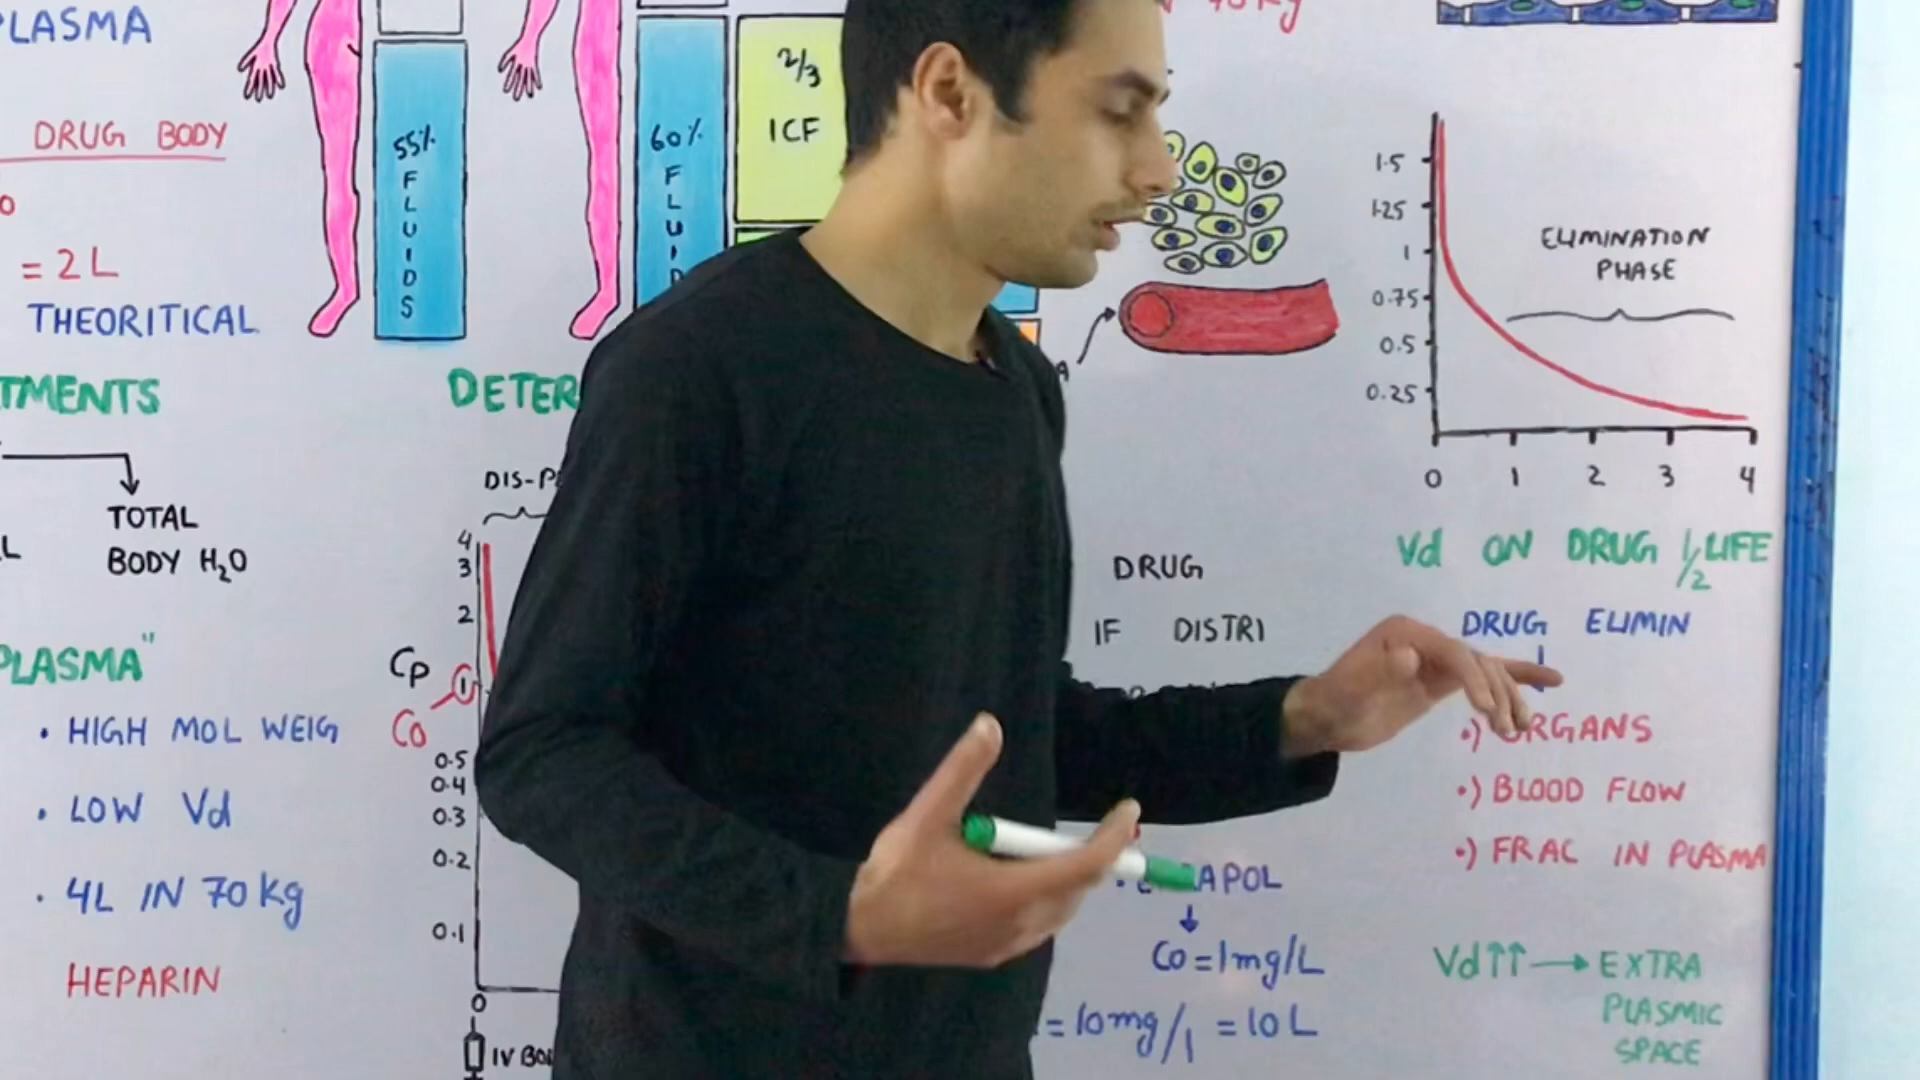 PLASMA
DRUG BODY
= 2L
THEORITICAL
TMENTS
TOTAL
BODY H₂O
PLASMA"
• HIGH MOL WEIG
• LOW Vd
• 4L IN 70 kg
HEPARIN
55%
FLUIDS
60%
FLUID
2/3
ICF
DETER
4
3
2
1
0.5
0.4
0.3
0.2
0.1
0
Cp
Co
IV BO
70 kg
DRUG
IF DISTRI
APOL
Co = 1mg/L
= 10mg/1 = 10L
1.5
1.25
1
0.75
0.5
0.25
0 1 2 3 4
ELIMINATION
PHASE
Vd ON DRUG 1/2 LIFE
DRUG ELIMIN
•) ORGANS
•) BLOOD FLOW
•) FRAC IN PLASMA
Vd↑↑ → EXTRA
PLASMIC
SPACE